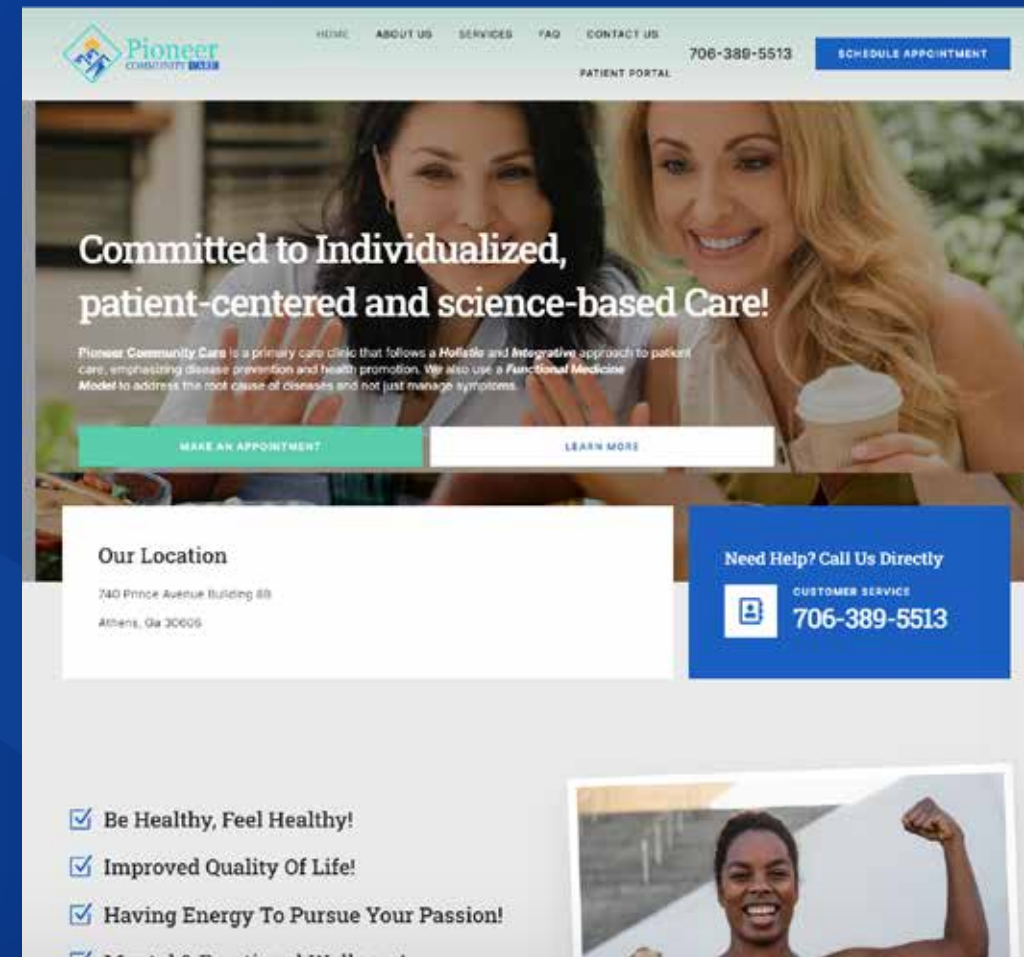 Pioneer
COMMUNITY CARE
HOME ABOUT US SERVICES FAQ CONTACT US
PATIENT PORTAL
706-389-5513
SCHEDULE APPOINTMENT
Committed to Individualized,
patient-centered and science-based Care!
Pioneer Community Care is a primary care clinic that follows a Holistic and Integrative approach to patient
care, emphasizing disease prevention and health promotion. We also use a Functional Medicine
Model to address the root cause of diseases and not just manage symptoms.
MAKE AN APPOINTMENT
LEARN MORE
Our Location
740 Prince Avenue Building
Athens, Ga 30606
Need Help? Call Us Directly
CUSTOMER SERVICE
706-389-5513
Be Healthy, Feel Healthy!
Improved Quality Of Life!
Having Energy To Pursue Your Passion!